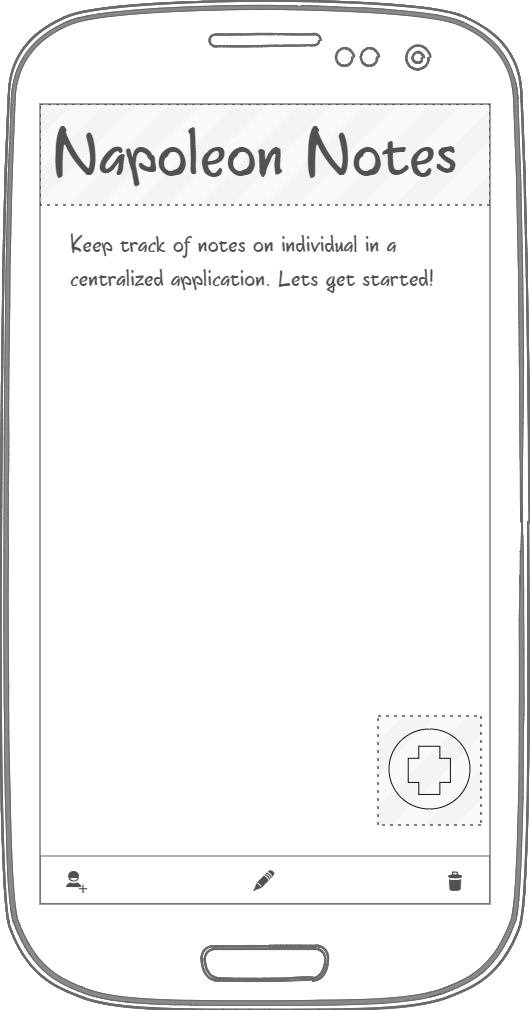 Napoleon Notes
Keep track of notes on individual in a
centralized application. Lets get started!